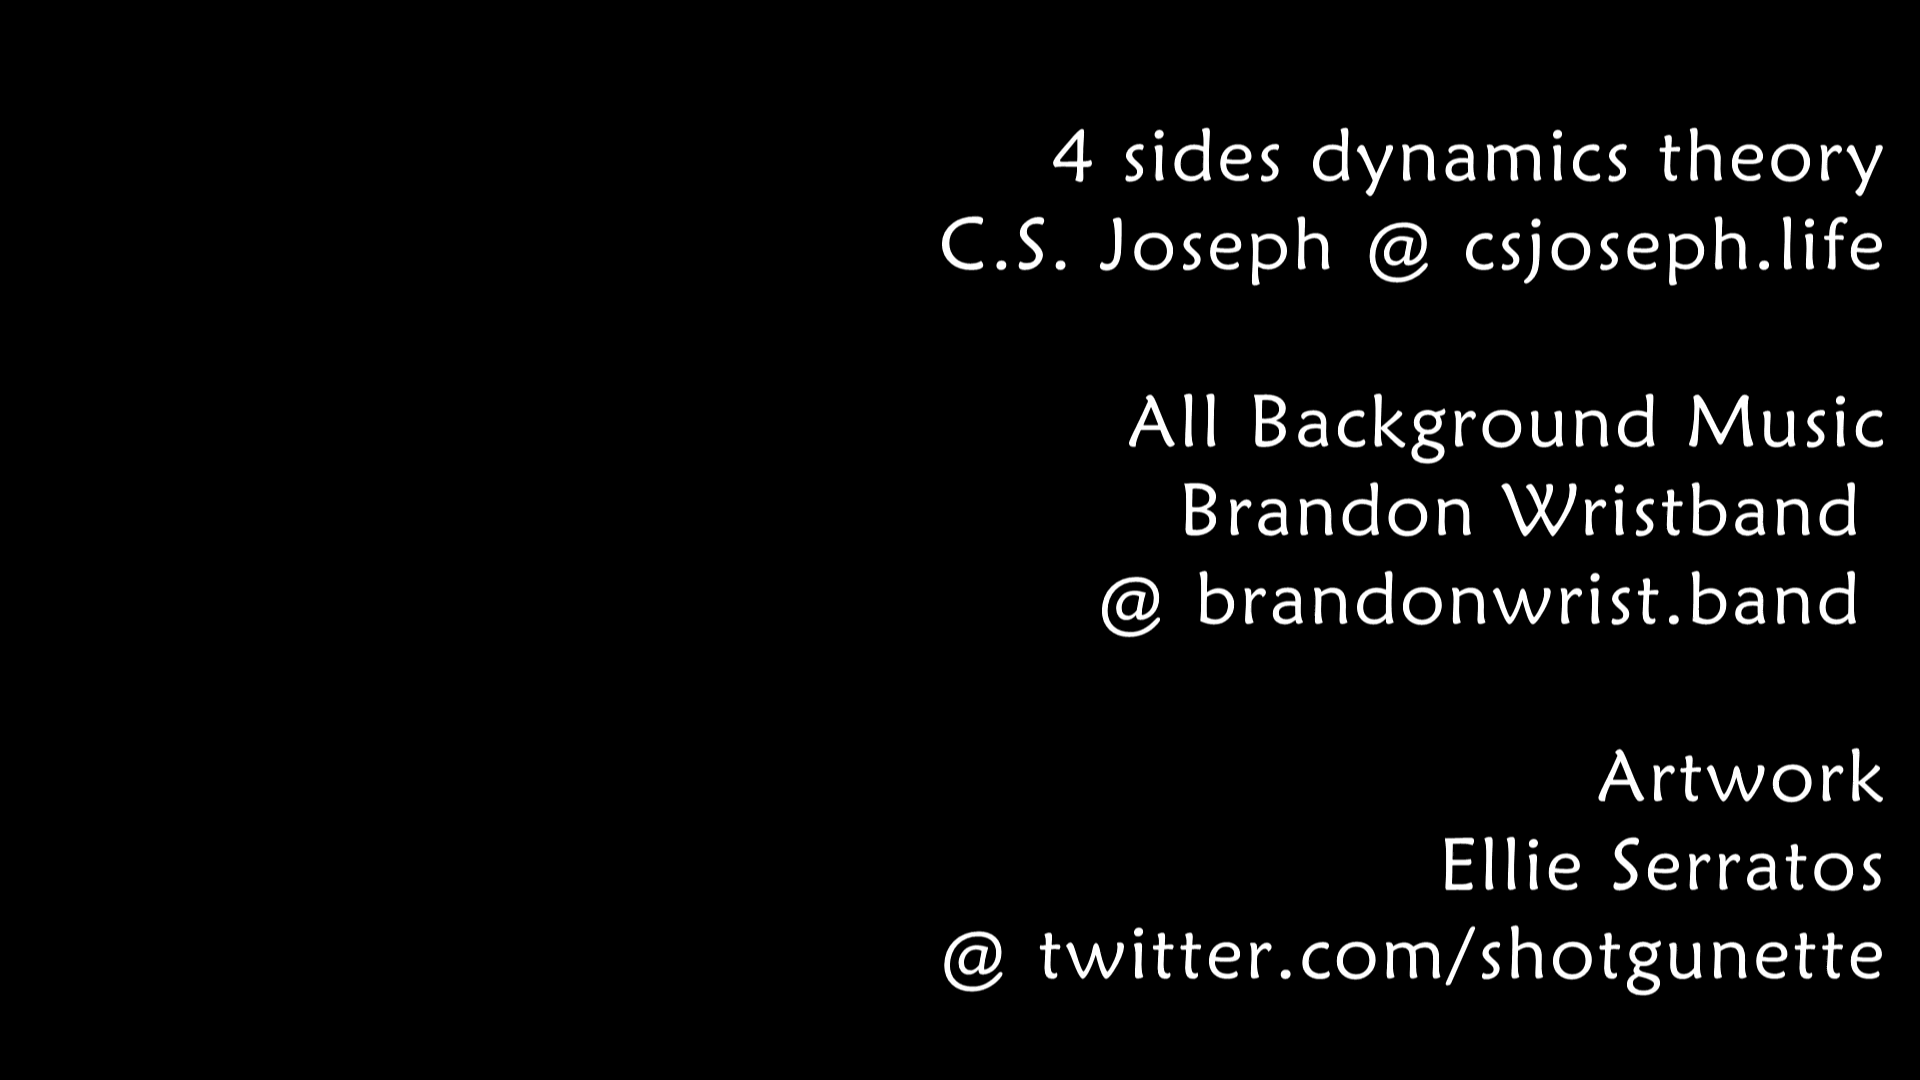 4 sides dynamics theory
C.S. Joseph @ csjoseph.life
All Background Music
Brandon Wristband
@ brandonwrist.band
Artwork
Ellie Serratos
@ twitter.com/shotgunette